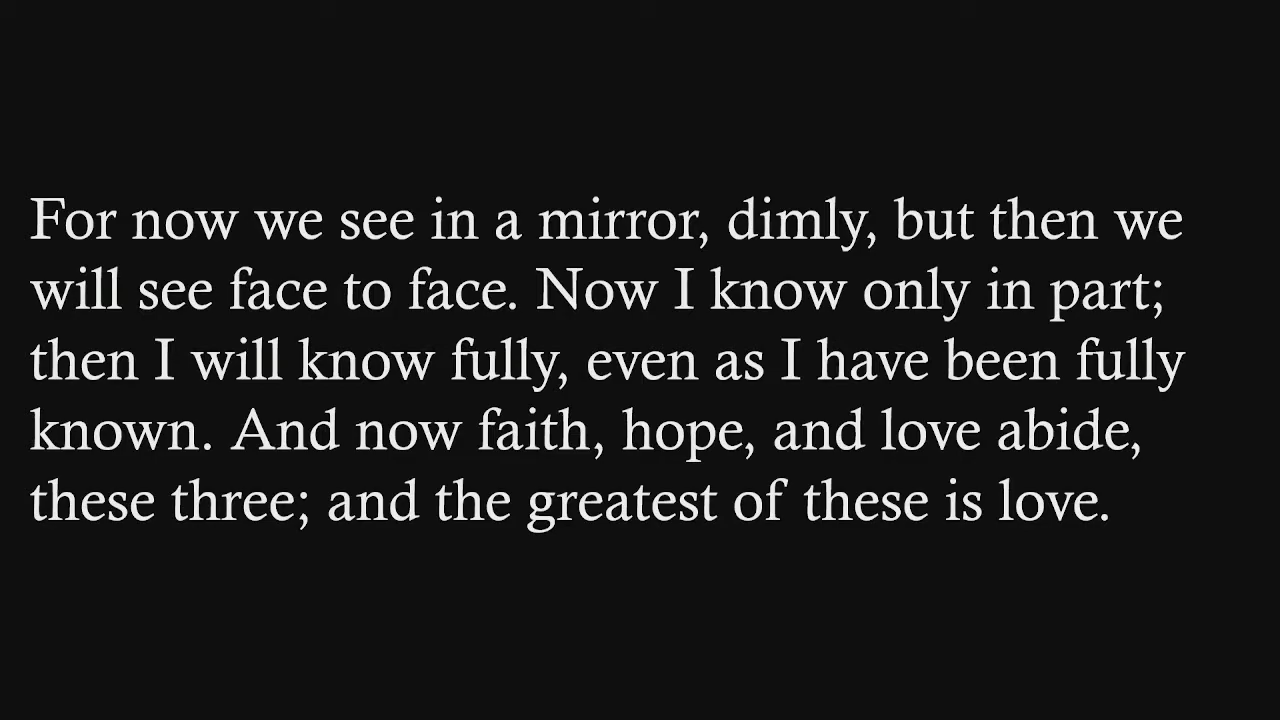 For now we see in a mirror, dimly, but then we
will see face to face. Now I know only in part;
then I will know fully, even as I have been fully
known. And now faith, hope, and love abide,
these three; and the greatest of these is love.